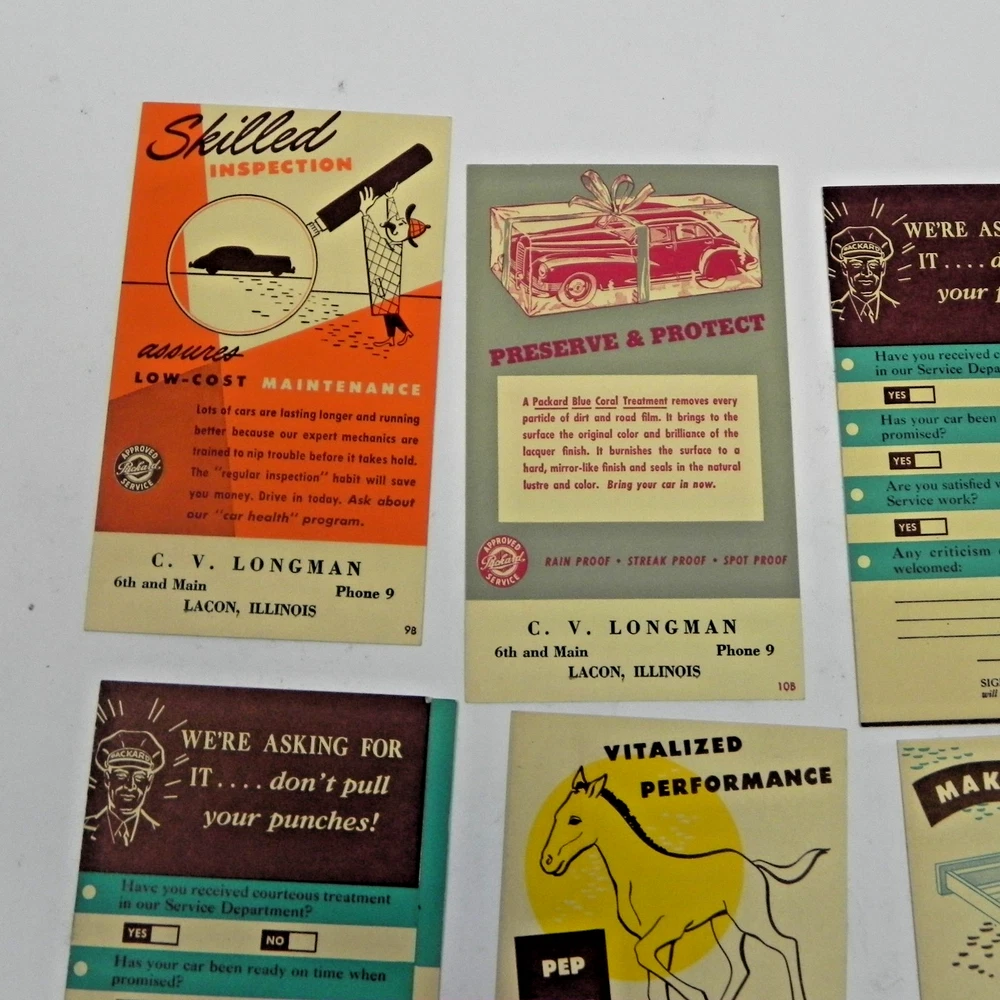 Skilled
INSPECTION
assures
LOW-COST MAINTENANCE
Lots of cars are lasting longer and running
better because our expert mechanics are
trained to nip trouble before it takes hold.
The "regular inspection" habit will save
you money. Drive in today. Ask about
our "car health" program.
APPROVED
Packard
SERVICE
C. V. LONGMAN
6th and Main Phone 9
LACON, ILLINOIS
9B
PRESERVE & PROTECT
A Packard Blue Coral Treatment removes every
particle of dirt and road film. It brings to the
surface the original color and brilliance of the
lacquer finish. It burnishes the surface to a
hard, mirror-like finish and seals in the natural
lustre and color. Bring your car in now.
APPROVED
Packard
SERVICE
RAIN PROOF • STREAK PROOF • SPOT PROOF
C. V. LONGMAN
6th and Main Phone 9
LACON, ILLINOIS
10B
PACKARD
WE'RE AS
IT....
your
Have you received
in our Service Depa
YES
Has your car been
promised?
YES
Are you satisfied
Service work?
YES
Any criticism
welcomed:
SIG
will
PACKARD
WE'RE ASKING FOR
IT.... don't pull
your punches!
Have you received courteous treatment
in our Service Department?
YES NO
Has your car been ready on time when
promised?
VITALIZED
PERFORMANCE
PEP
MAK